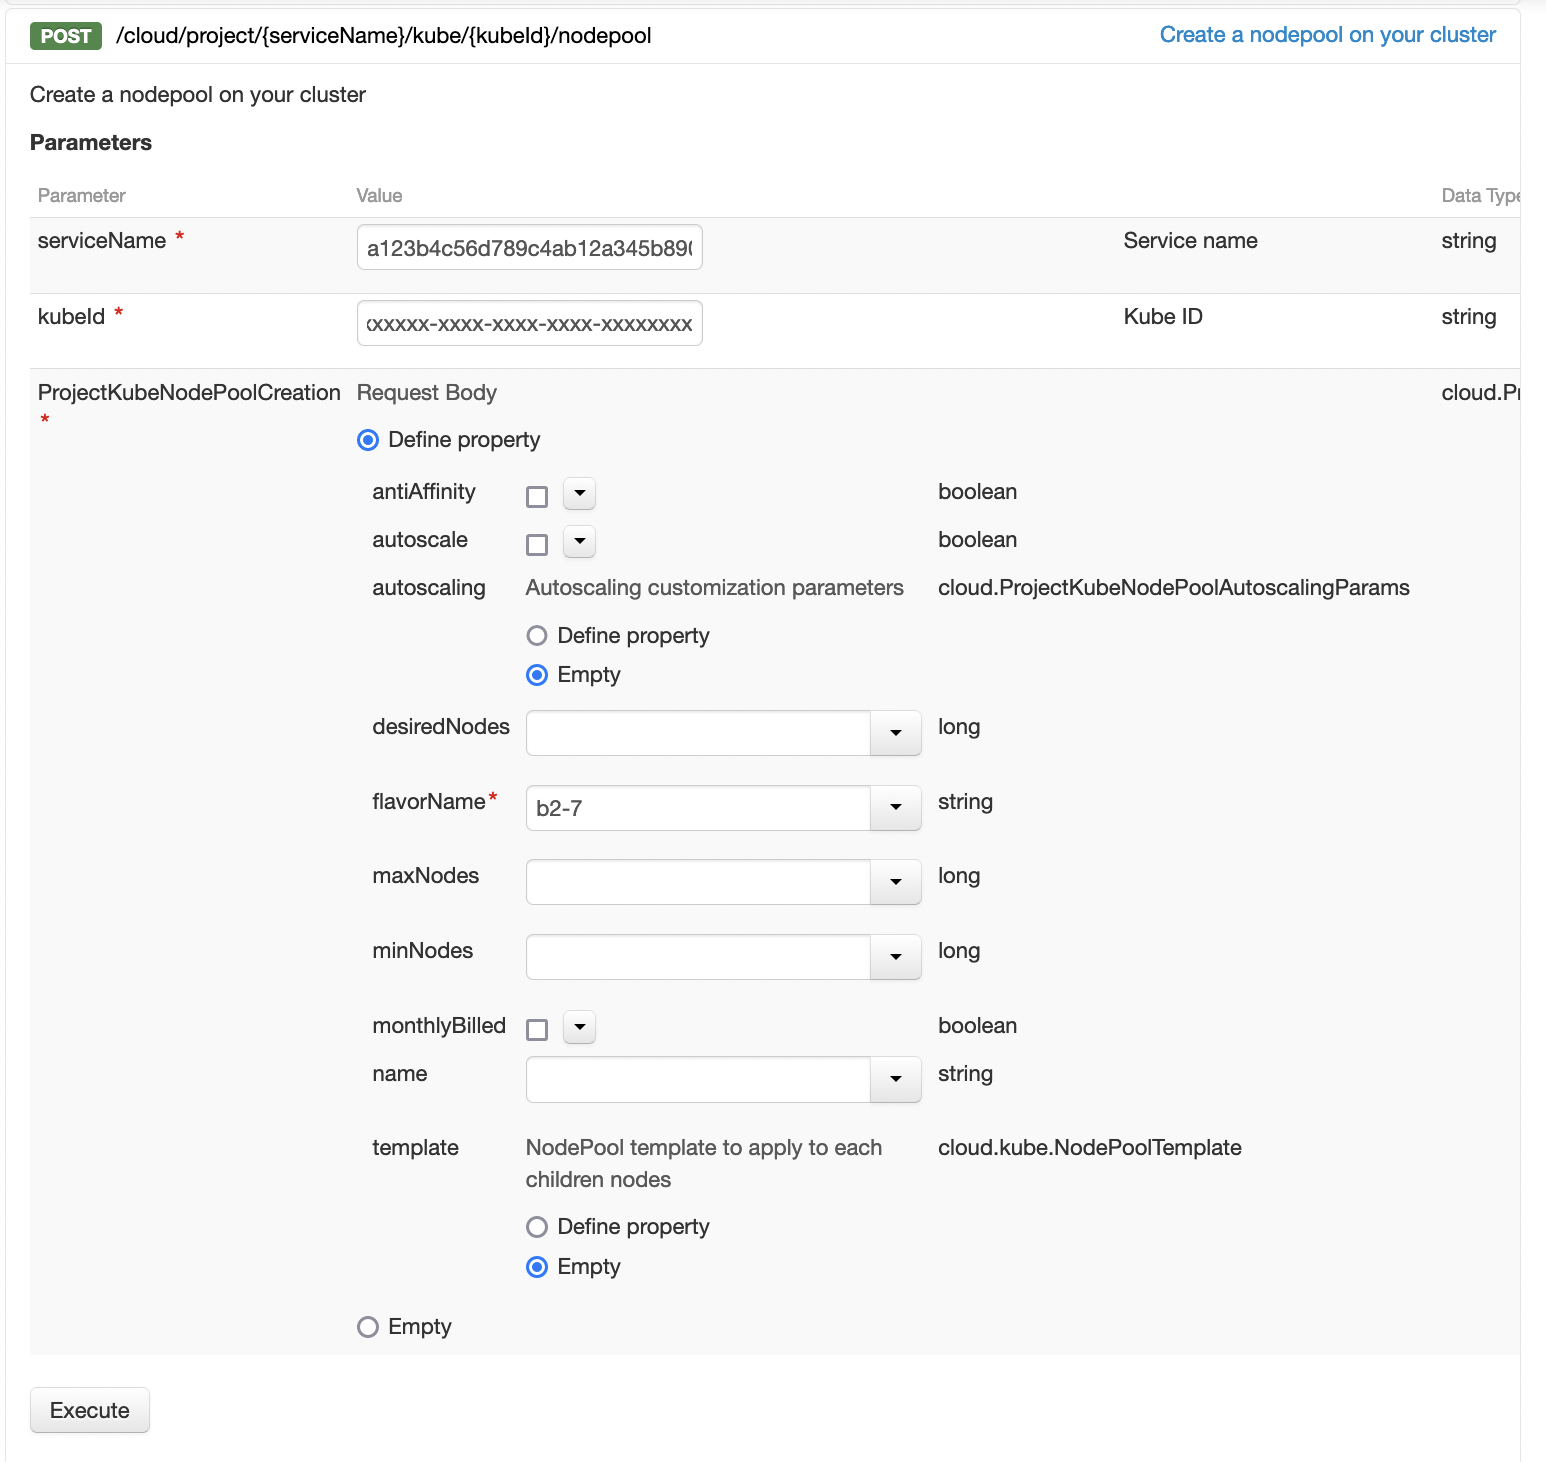 POST /cloud/project/{serviceName}/kube/{kubeId}/nodepool Create a nodepool on your cluster
Create a nodepool on your cluster
Parameters
Parameter Value Data Type
serviceName * a123b4c56d789c4ab12a345b890 Service name string
kubeId * xxxxxx-xxxx-xxxx-xxxx-xxxxxxxx Kube ID string
ProjectKubeNodePoolCreation Request Body cloud.Pr
*
Define property
antiAffinity boolean
autoscale boolean
autoscaling Autoscaling customization parameters cloud.ProjectKubeNodePoolAutoscalingParams
Define property
Empty
desiredNodes long
flavorName* b2-7 string
maxNodes long
minNodes long
monthlyBilled boolean
name string
template NodePool template to apply to each cloud.kube.NodePoolTemplate
children nodes
Define property
Empty
Empty
Execute